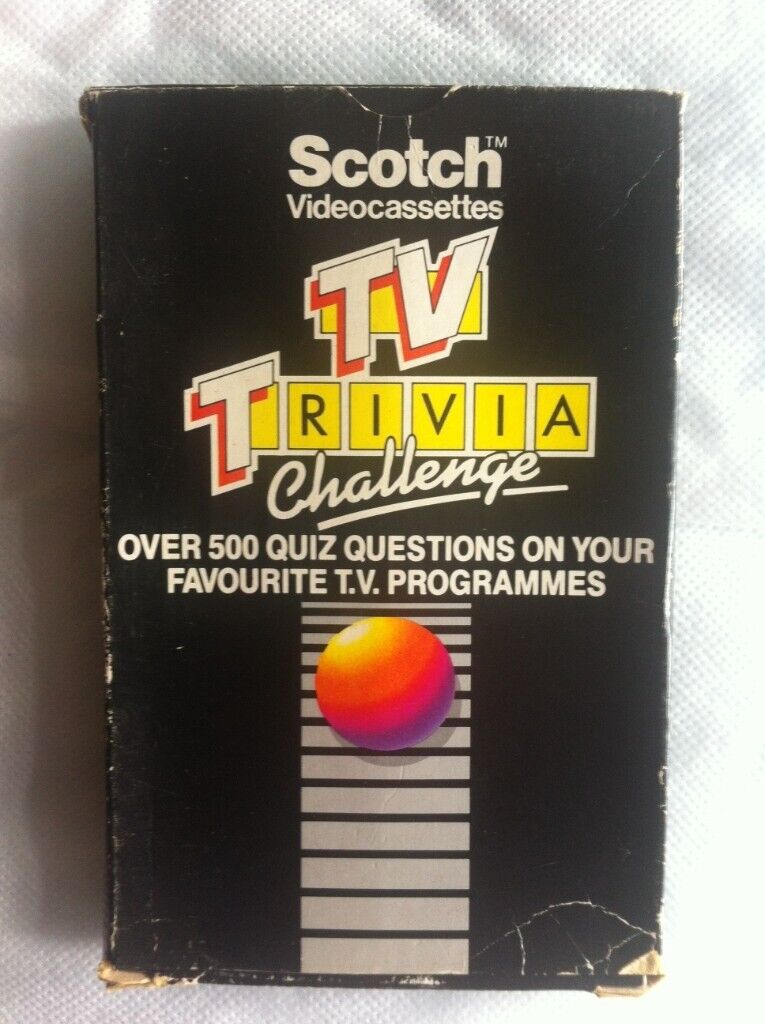 Scotch™
Videocassettes
TV
TRIVIA
Challenge
OVER 500 QUIZ QUESTIONS ON YOUR
FAVOURITE T.V. PROGRAMMES